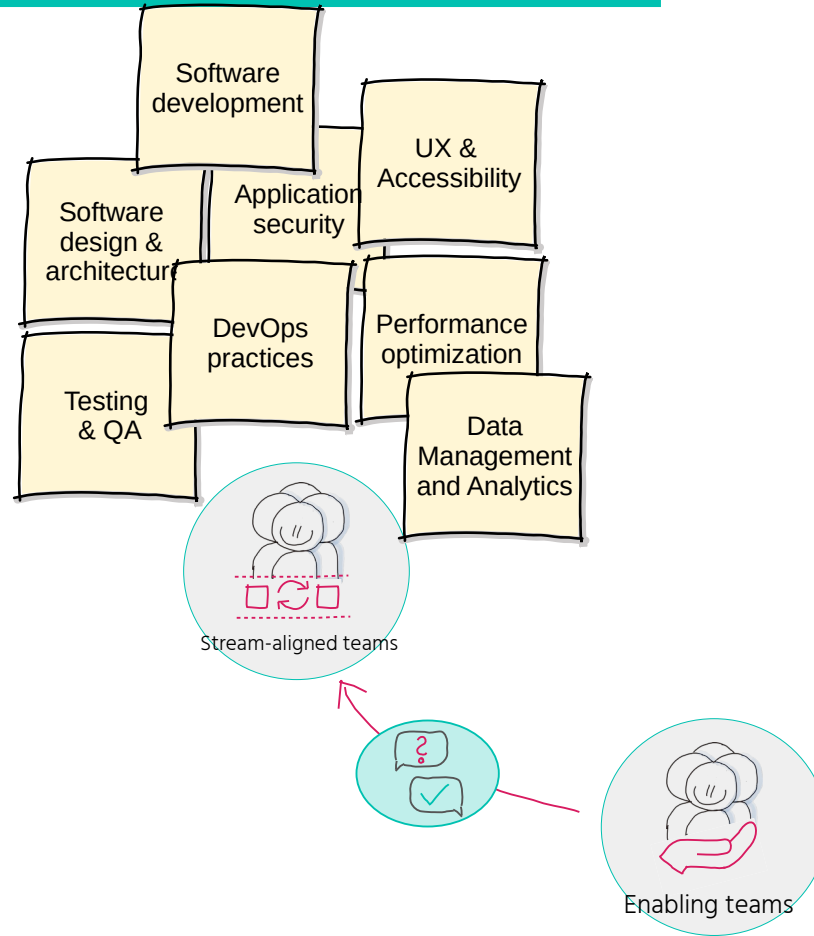 Software
development
UX &
Accessibility
Application
security
Software
design &
architecture
DevOps
practices
Performance
optimization
Testing
& QA
Data
Management
and Analytics
Stream-aligned teams
?
Enabling teams